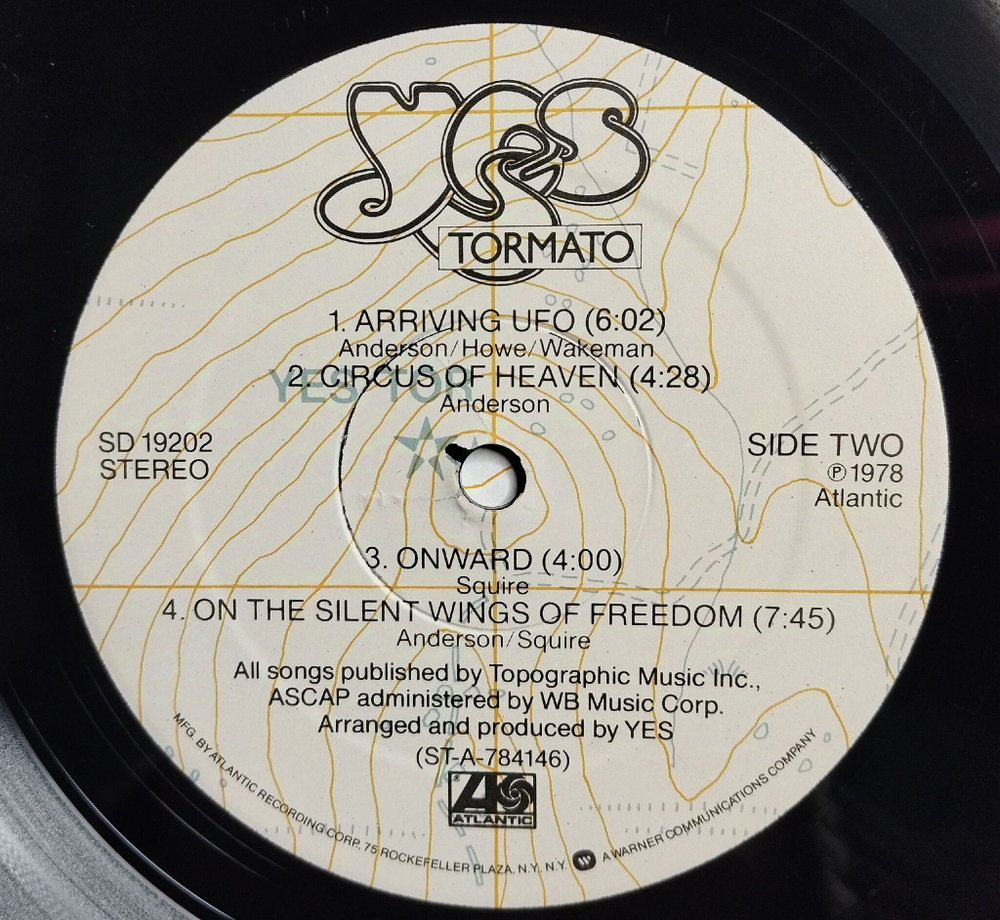 YES
TORMATO
1. ARRIVING UFO (6:02)
Anderson/Howe/Wakeman
2. CIRCUS OF HEAVEN (4:28)
Anderson
YES TOR
SD 19202
STEREO
SIDE TWO
℗1978
Atlantic
3. ONWARD (4:00)
Squire
4. ON THE SILENT WINGS OF FREEDOM (7:45)
Anderson/Squire
All songs published by Topographic Music Inc.,
ASCAP administered by WB Music Corp.
Arranged and produced by YES
(ST-A-784146)
®
ATLANTIC
MFG. BY ATLANTIC RECORDING CORP. 75 ROCKEFELLER PLAZA, N.Y. N.Y. A WARNER COMMUNICATIONS COMPANY